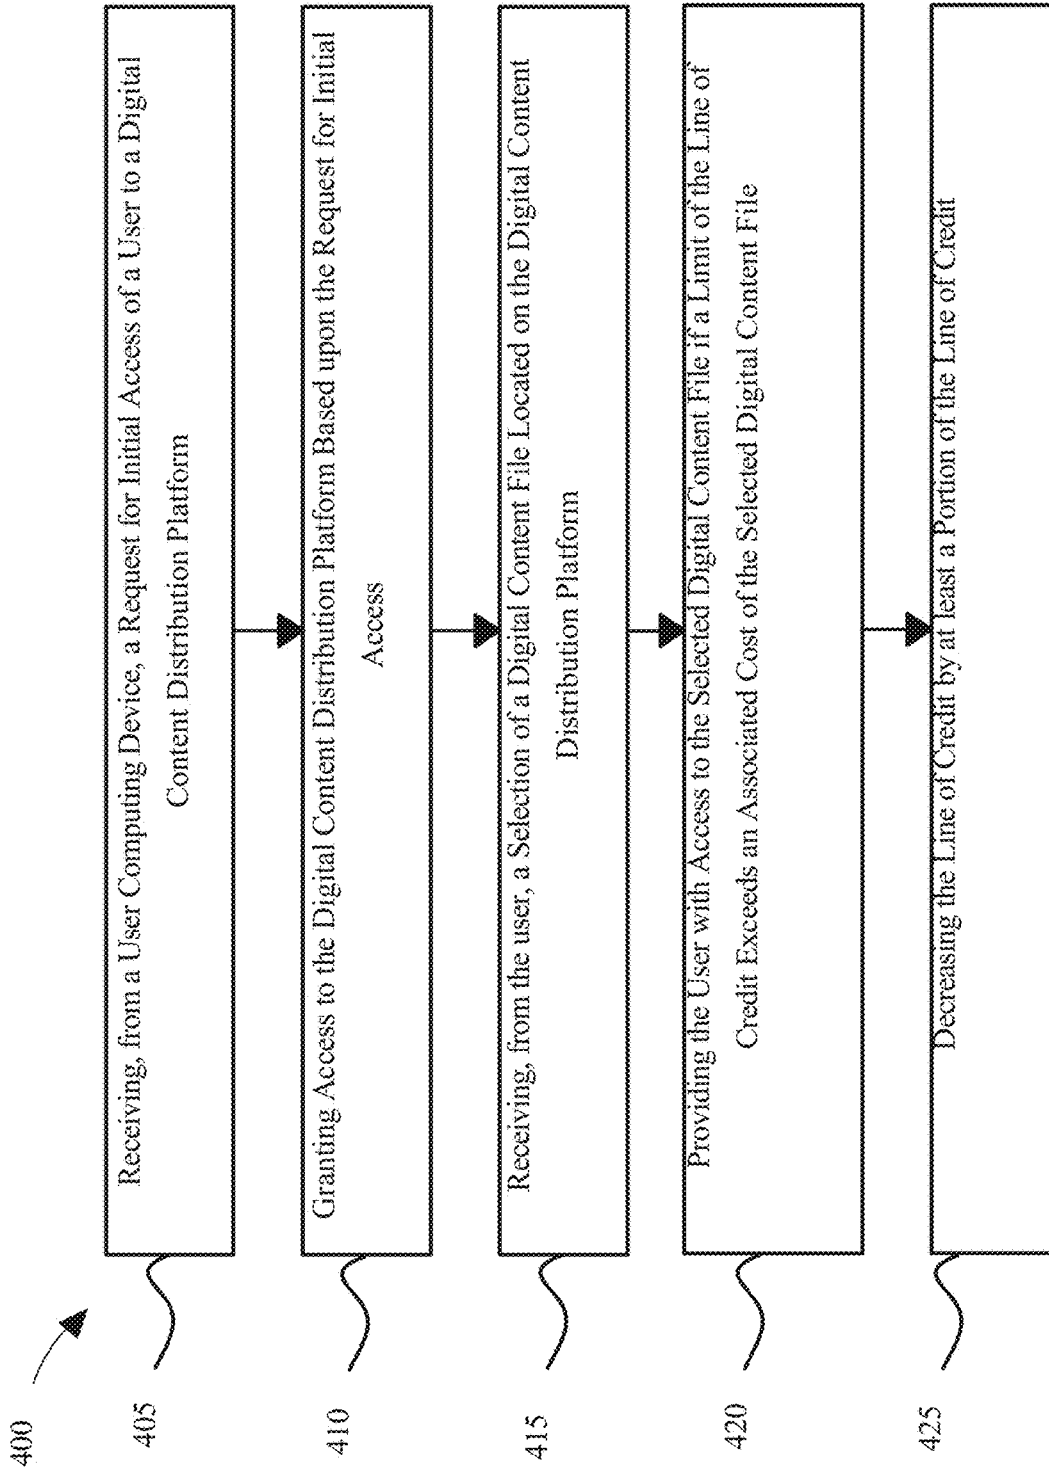 400
405
Receiving, from a User Computing Device, a Request for Initial Access of a User to a Digital
Content Distribution Platform
410
Granting Access to the Digital Content Distribution Platform Based upon the Request for Initial
Access
415
Receiving, from the user, a Selection of a Digital Content File Located on the Digital Content
Distribution Platform
420
Providing the User with Access to the Selected Digital Content File if a Limit of the Line of
Credit Exceeds an Associated Cost of the Selected Digital Content File
425
Decreasing the Line of Credit by at least a Portion of the Line of Credit